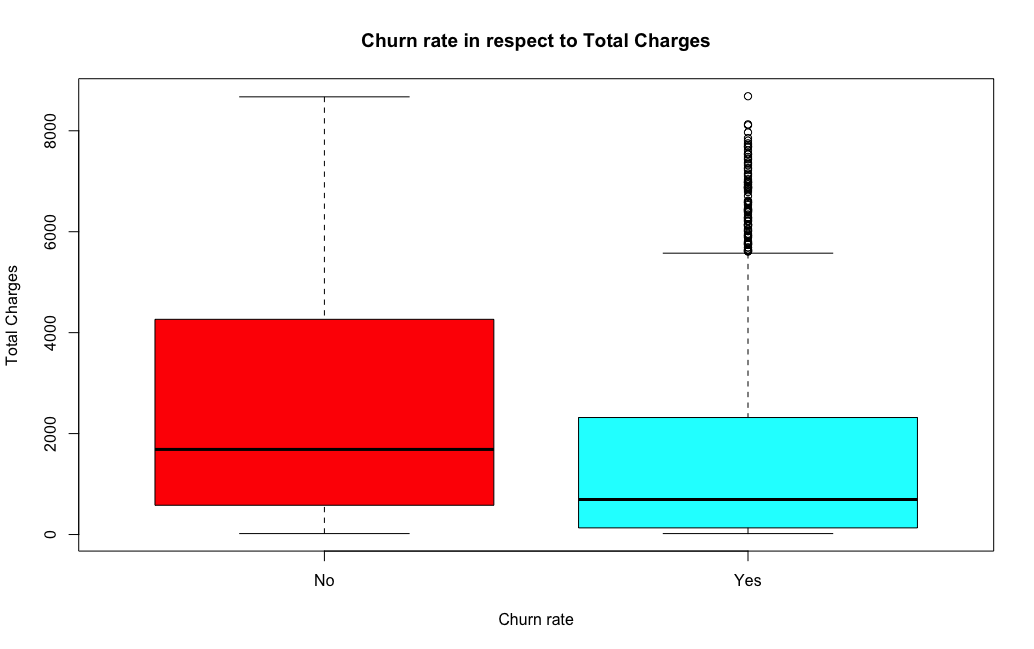 Churn rate in respect to Total Charges
Total Charges
8000
6000
4000
2000
0
No
Yes
Churn rate